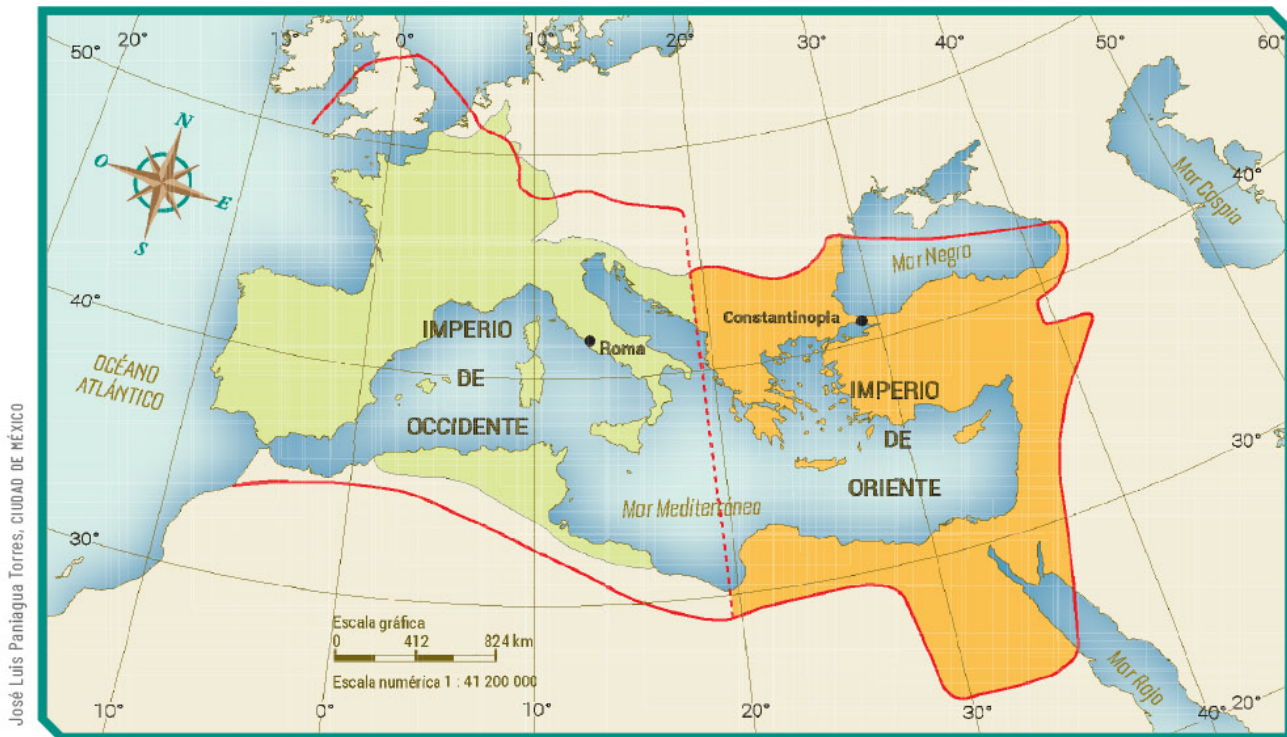 20°
10°
0°
10°
20°
30°
40°
50°
60°
50°
N
O
E
S
Mar Caspio
40°
Mar Negro
40°
Constantinopla
IMPERIO
DE
OCCIDENTE
Roma
OCÉANO
ATLÁNTICO
IMPERIO
DE
ORIENTE
30°
Mar Mediterráneo
30°
Escala gráfica
0 412 824 km
Escala numérica 1 : 41 200 000
Mar Rojo
10°
0°
10°
20°
30°
40°
20°
José Luis Paniagua Torres, CIUDAD DE MÉXICO